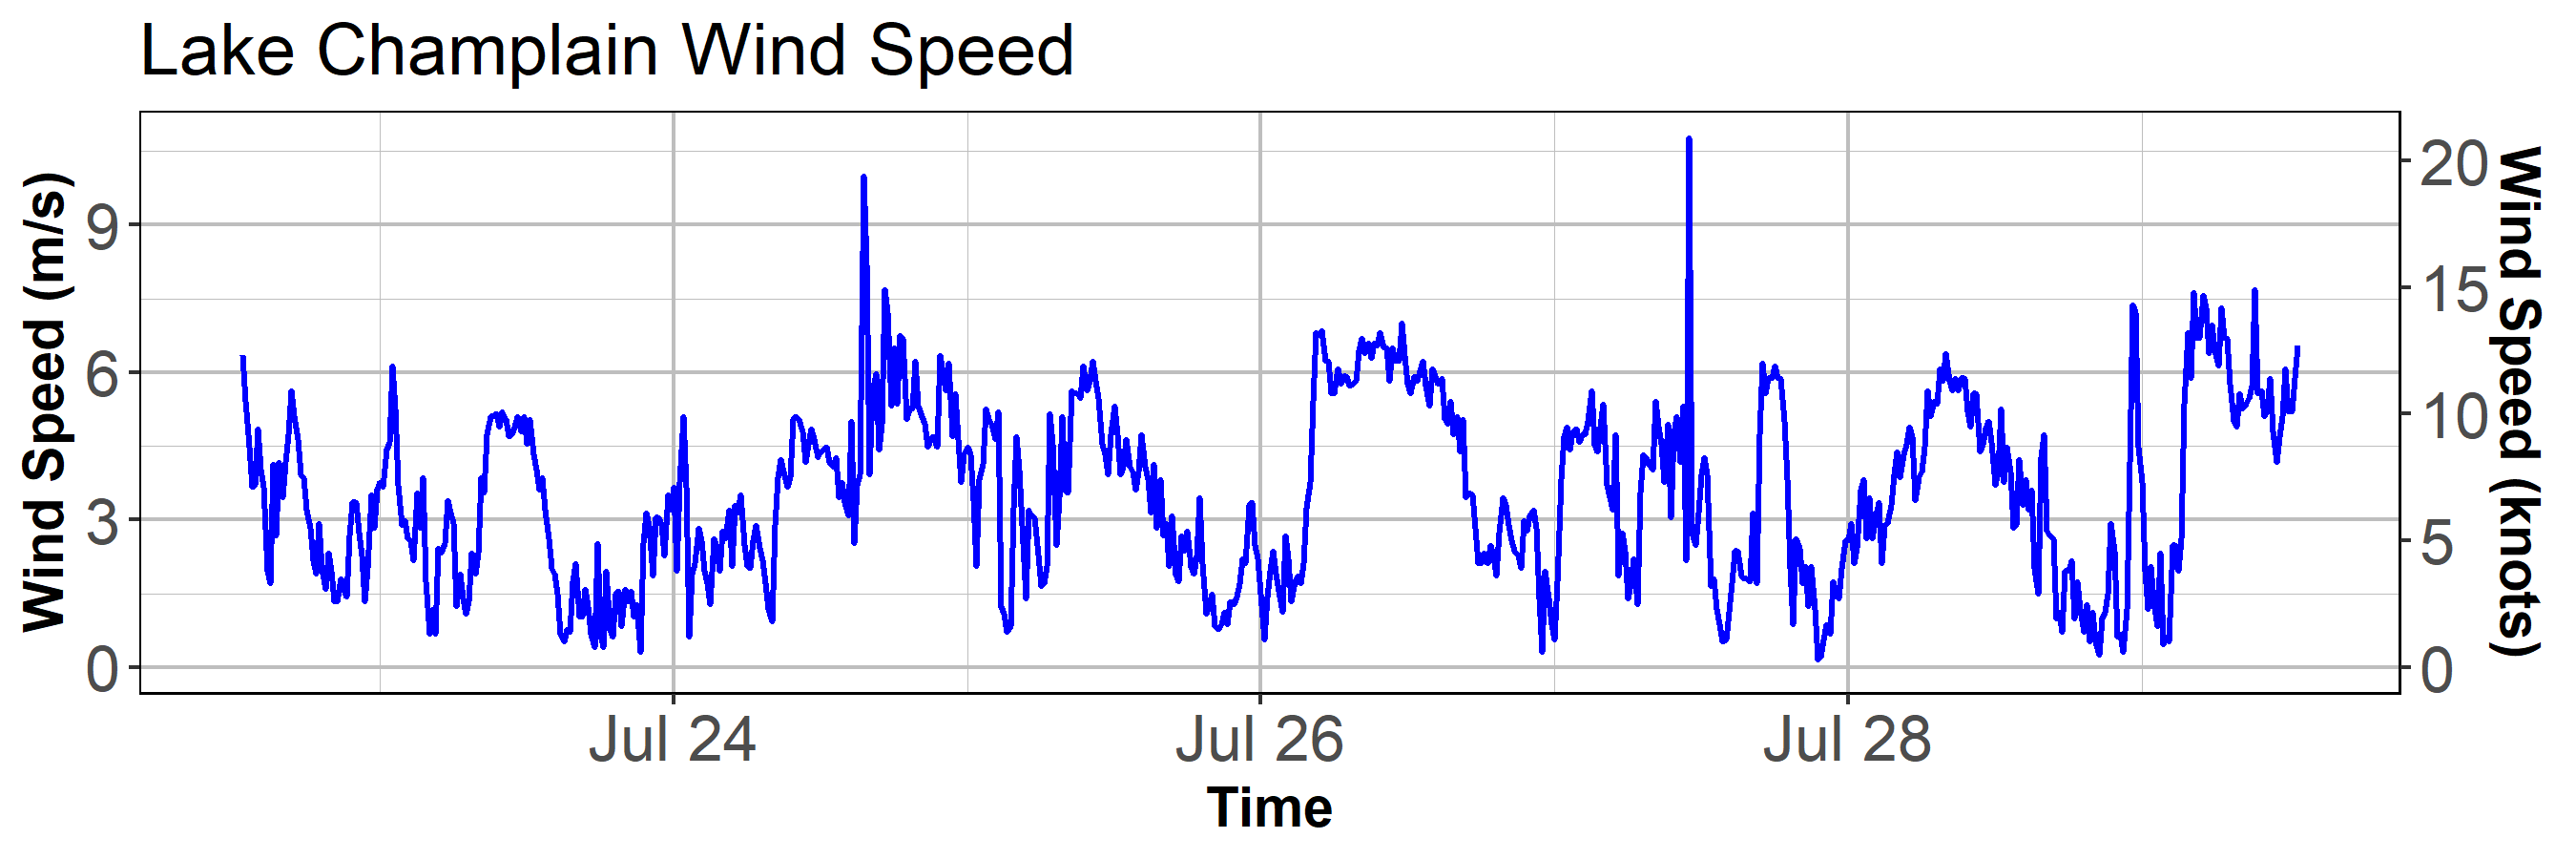 Lake Champlain Wind Speed
Wind Speed (m/s)
9
6
3
0
20
15
10
5
0
Wind Speed (knots)
Jul 24
Jul 26
Jul 28
Time